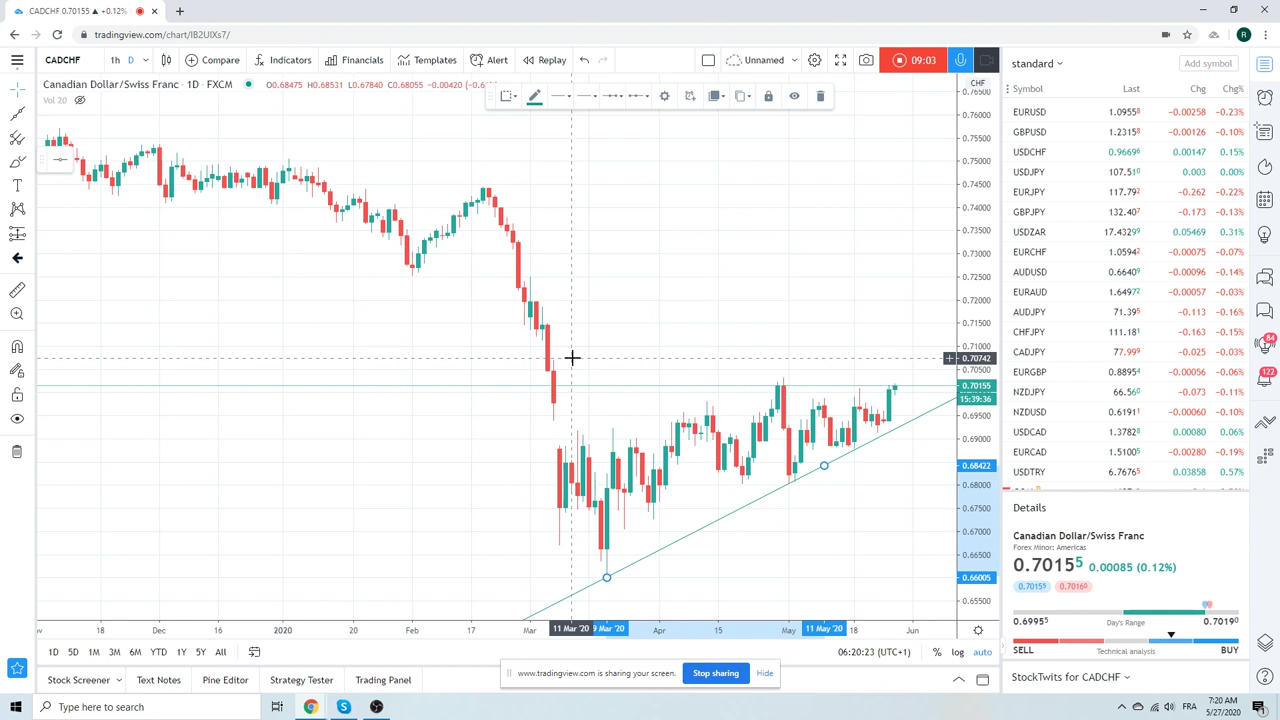 CADCHF 0.70155 ▲ +0.12%
tradingview.com/chart/IB2UIXs7/
R
CADCHF 1h D Compare Indicators Financials Templates Alert Replay Unnamed 09:03
standard Add symbol
Canadian Dollar/Swiss Franc · 1D · FXCM O0.68475 H0.68531 L0.67840 C0.68055 −0.00420
Vol 20
CHF
0.76500
0.76000
0.75500
0.75000
0.74500
0.74000
0.73500
0.73000
0.72500
0.72000
0.71500
0.71000
0.70742
0.70500
0.70155
15:39:36
0.69500
0.69000
0.68422
0.68000
0.67500
0.67000
0.66500
0.66005
0.65500
18 Dec 16 2020 20 Feb 17 Mar 11 Mar '20 9 Mar '20 Apr 15 May 11 May '20 18 Jun
1D 5D 1M 3M 6M YTD 1Y 5Y All 06:20:23 (UTC+1) % log auto
www.tradingview.com is sharing your screen. Stop sharing Hide
Stock Screener Text Notes Pine Editor Strategy Tester Trading Panel
Symbol Last Chg Chg%
EURUSD 1.09558 −0.00258 −0.23%
GBPUSD 1.23158 −0.00126 −0.10%
USDCHF 0.96696 0.00147 0.15%
USDJPY 107.510 0.003 0.00%
EURJPY 117.792 −0.262 −0.22%
GBPJPY 132.407 −0.173 −0.13%
USDZAR 17.43299 0.05469 0.31%
EURCHF 1.05942 −0.00075 −0.07%
AUDUSD 0.66409 −0.00096 −0.14%
EURAUD 1.64972 −0.00057 −0.03%
AUDJPY 71.395 −0.113 −0.16%
CHFJPY 111.181 −0.163 −0.15%
CADJPY 77.999 −0.025 −0.03%
EURGBP 0.88954 −0.00056 −0.06%
NZDJPY 66.560 −0.073 −0.11%
NZDUSD 0.61911 −0.00060 −0.10%
USDCAD 1.37828 0.00080 0.06%
EURCAD 1.51005 −0.00280 −0.19%
USDTRY 6.76765 0.03858 0.57%
84
122
Details
Canadian Dollar/Swiss Franc
Forex Minor: Americas
0.70155 0.00085 (0.12%)
0.70155 0.70160
0.69955 Day's Range 0.70190
SELL Technical analysis BUY
StockTwits for CADCHF
Type here to search
FRA 7:20 AM
5/27/2020